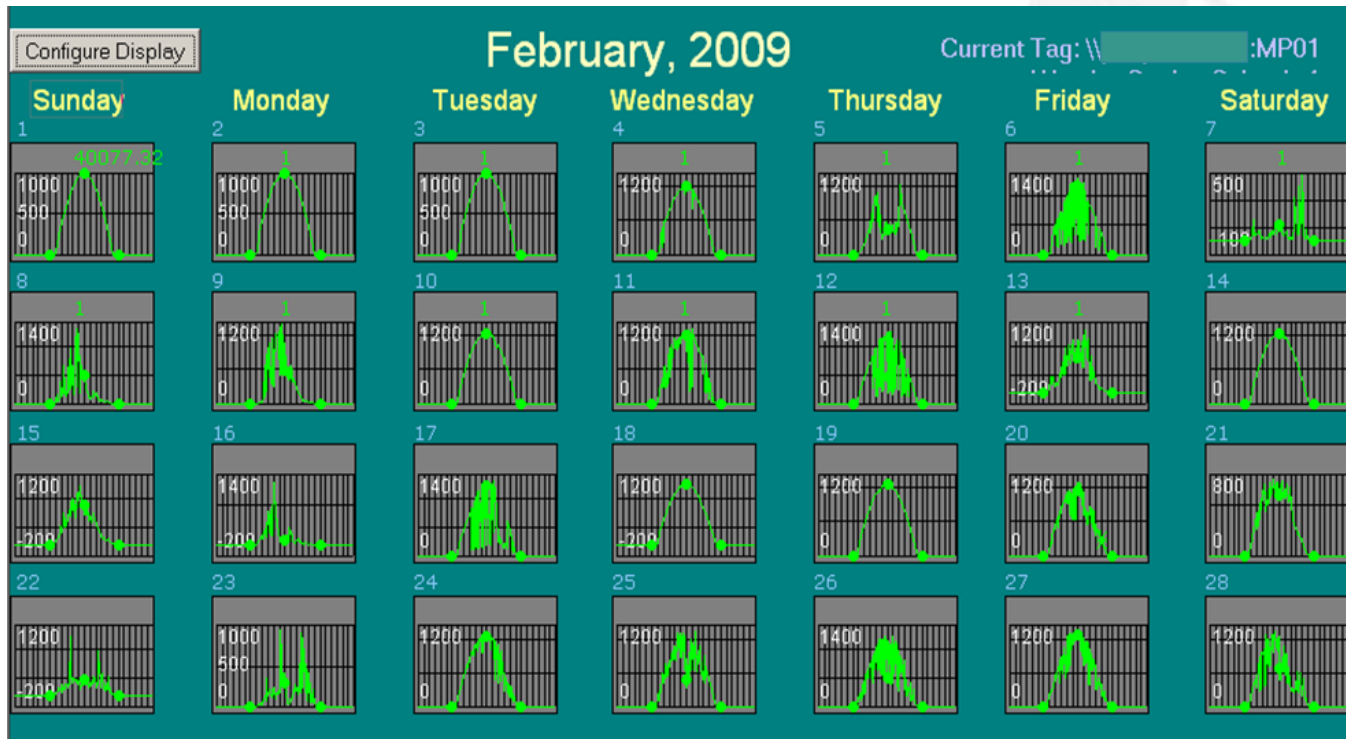 Configure Display
February, 2009
Current Tag: \\ :MP01
Sunday Monday Tuesday Wednesday Thursday Friday Saturday
1 2 3 4 5 6 7
40077.32 1 1 1 1 1 1
1000 1000 1000 1200 1200 1400 500
500 500 500
0 0 0 0 0 0 -100
8 9 10 11 12 13 14
1 1 1 1 1
1400 1200 1200 1200 1400 1200 1200
0 0 0 0 0 -200 0
15 16 17 18 19 20 21
1200 1400 1400 1200 1200 1200 800
-200 -200 0 -200 0 0 0
22 23 24 25 26 27 28
1200 1000 1200 1200 1400 1200 1200
500
-200 0 0 0 0 0 0